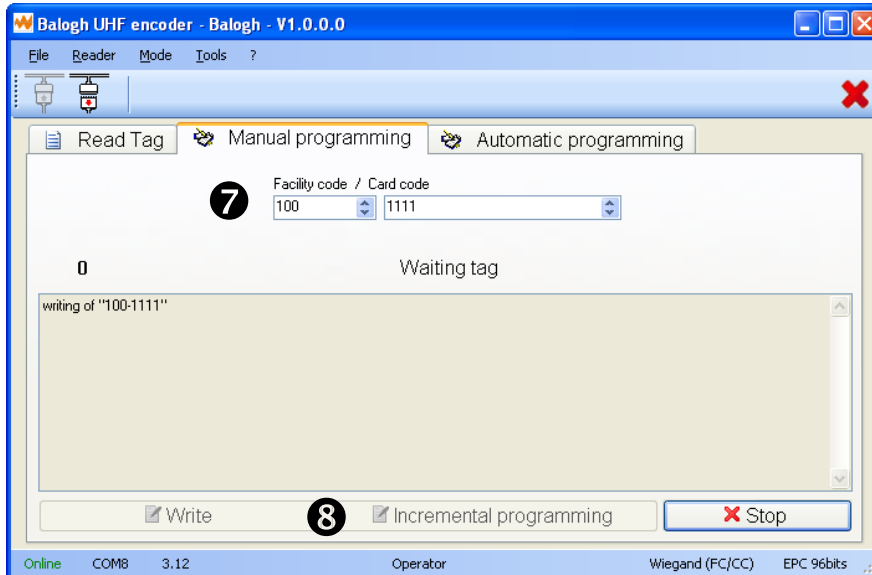 Balogh UHF encoder - Balogh - V1.0.0.0
File Reader Mode Tools ?
Read Tag Manual programming Automatic programming
Facility code / Card code
7 100 1111
0 Waiting tag
writing of "100-1111"
Write 8 Incremental programming Stop
Online COM8 3.12 Operator Wiegand (FC/CC) EPC 96bits